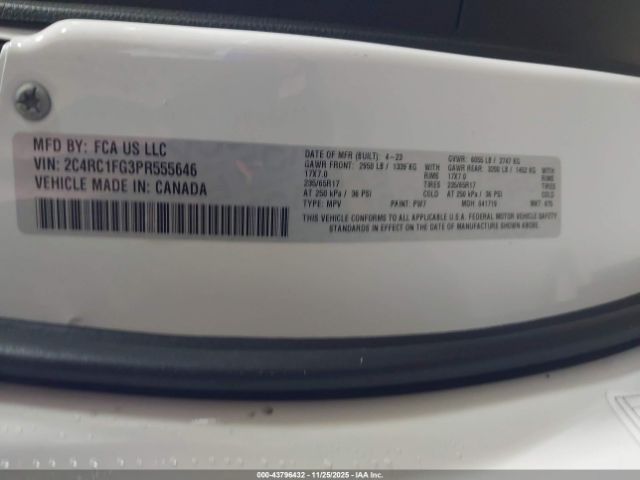 MFD BY: FCA US LLC
VIN: 2C4RC1FG3PR555646
VEHICLE MADE IN: CANADA
DATE OF MFR (BUILT): 4-23 GVWR: 6055 LB / 2747 KG
GAWR FRONT: 2950 LB / 1339 KG WITH GAWR REAR: 3200 LB / 1452 KG WITH
17X7.0 RIMS 17X7.0 RIMS
235/65R17 TIRES 235/65R17 TIRES
AT 250 kPa / 36 PSI COLD AT 250 kPa / 36 PSI COLD
TYPE: MPV PAINT: PW7 MDH: 041719
THIS VEHICLE CONFORMS TO ALL APPLICABLE U.S.A. FEDERAL MOTOR VEHICLE SAFETY
STANDARDS IN EFFECT ON THE DATE OF MANUFACTURE SHOWN ABOVE.
000-43796432 - 11/25/2025 - IAA